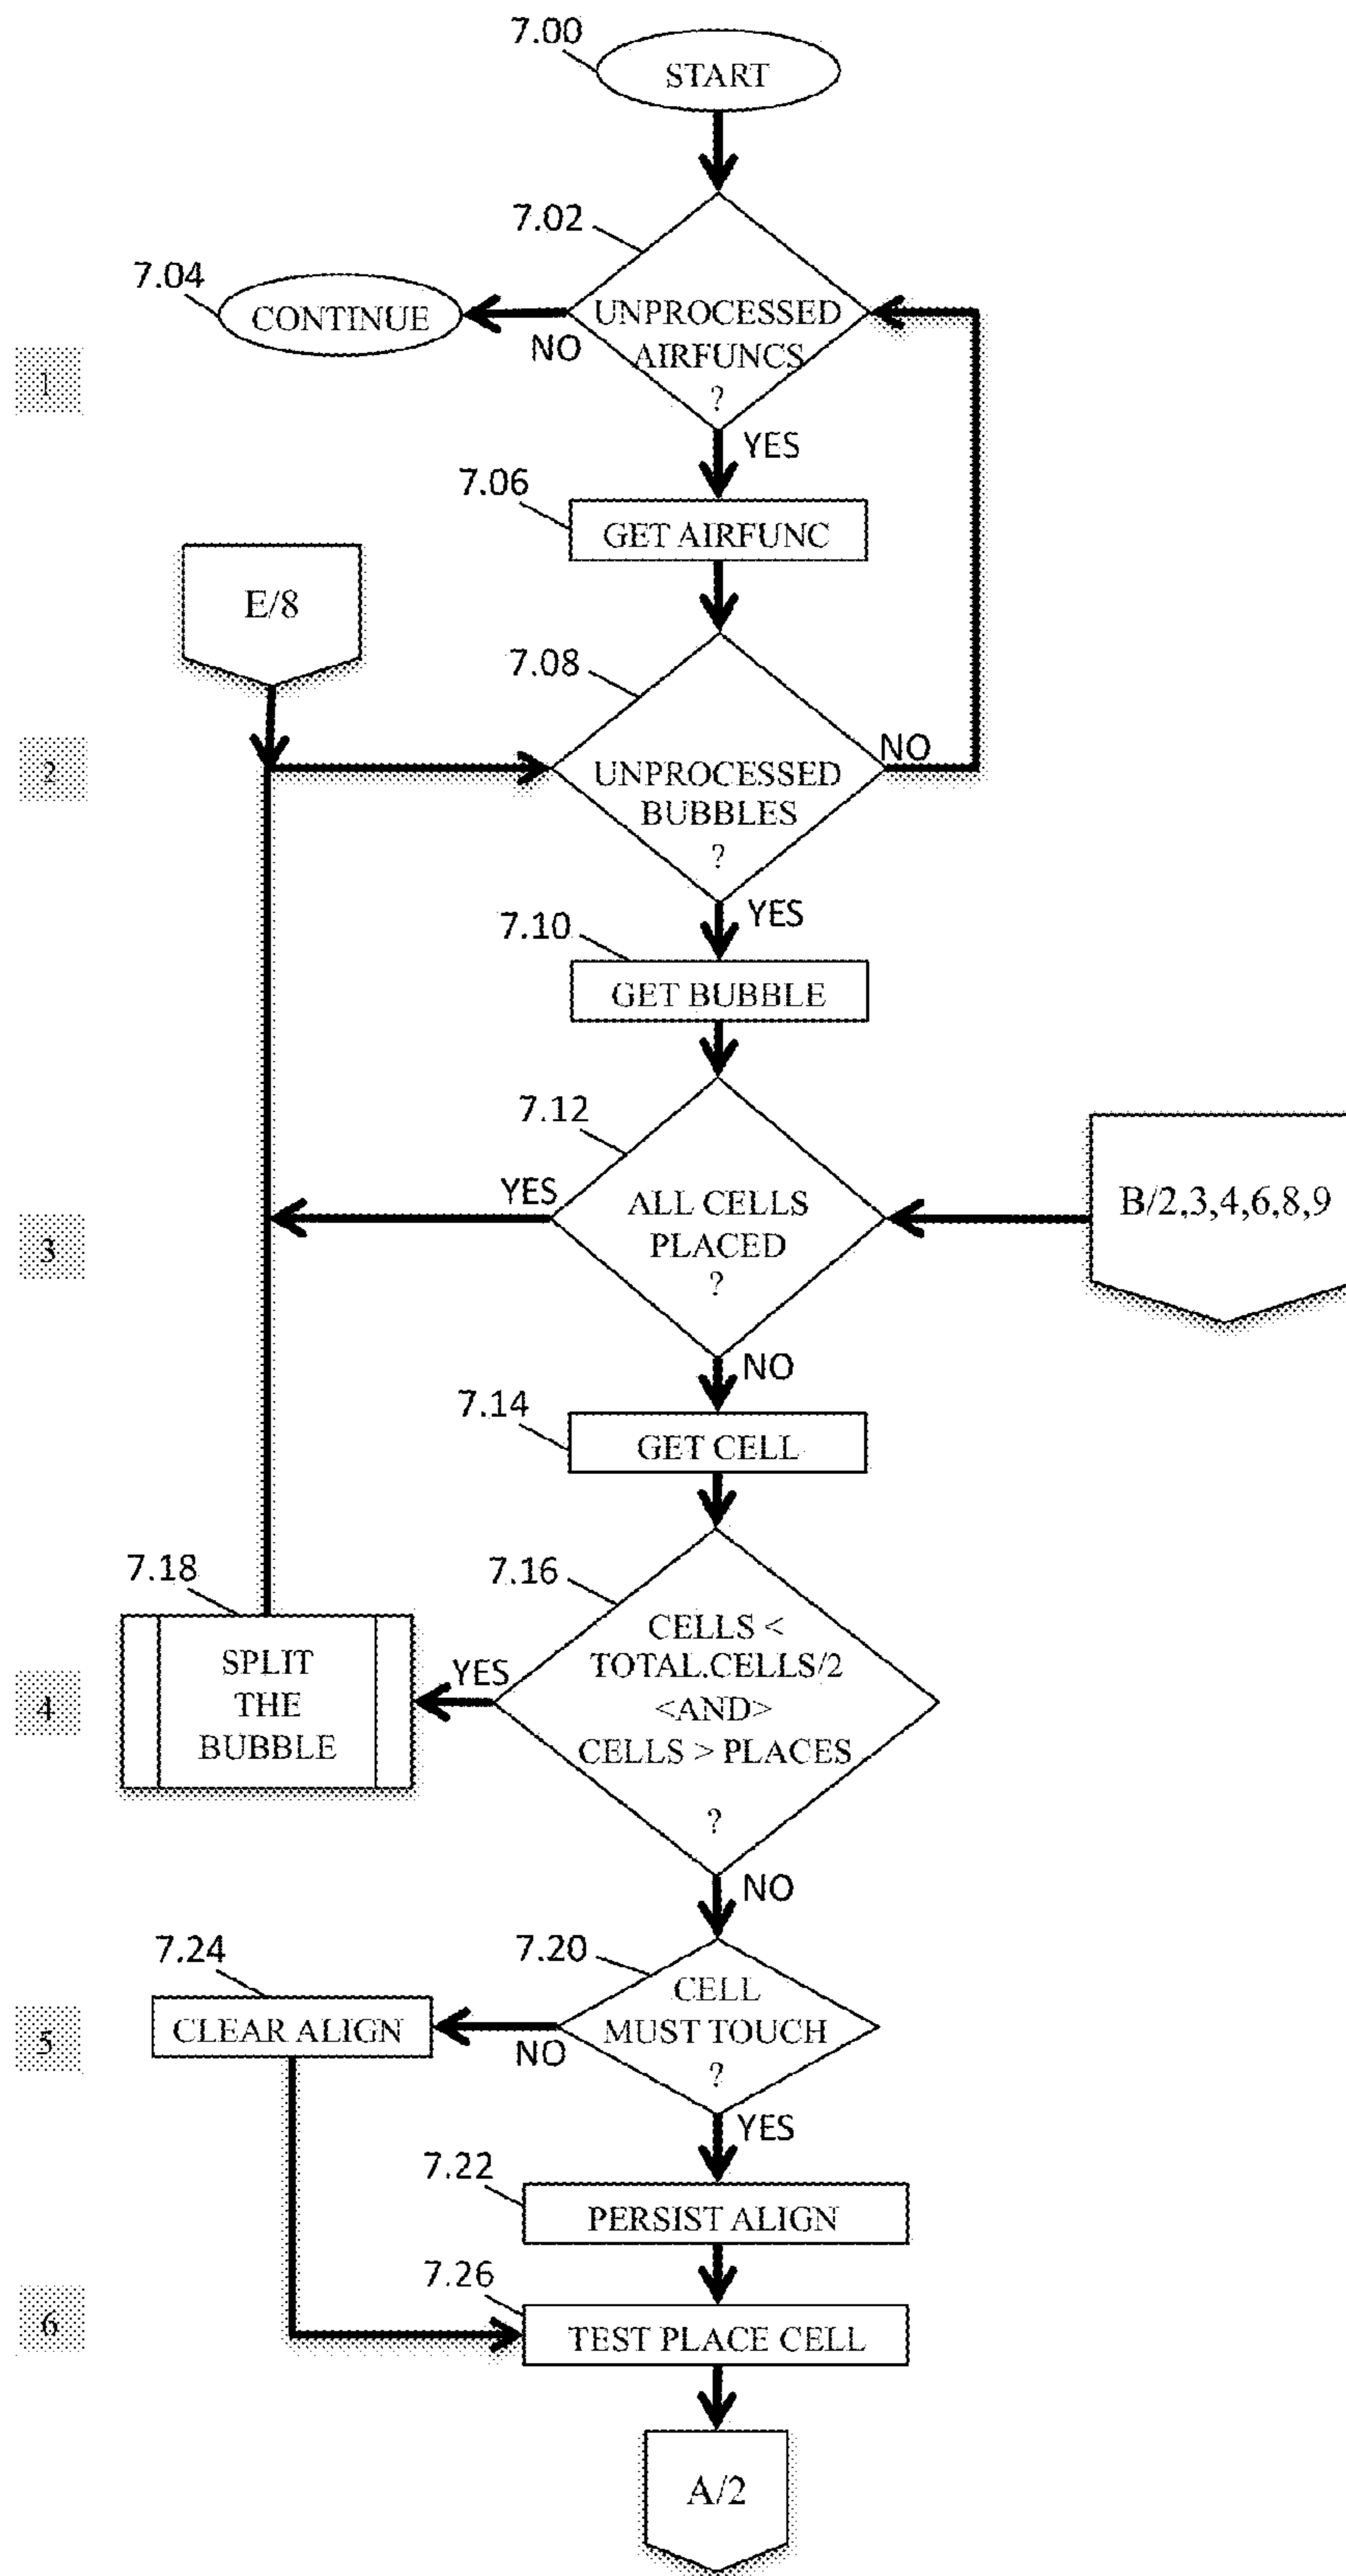 7.00
START
7.02
7.04
CONTINUE
UNPROCESSED
AIRFUNCS
?
NO
1
YES
7.06
GET AIRFUNC
E/8
7.08
2
UNPROCESSED
BUBBLES
?
NO
YES
7.10
GET BUBBLE
7.12
YES
ALL CELLS
PLACED
?
B/2,3,4,6,8,9
3
NO
7.14
GET CELL
7.18
7.16
SPLIT
THE
BUBBLE
YES
CELLS <
TOTAL.CELLS/2
<AND>
CELLS > PLACES
?
4
NO
7.24
7.20
CLEAR ALIGN
NO
CELL
MUST TOUCH
?
5
YES
7.22
PERSIST ALIGN
7.26
6
TEST PLACE CELL
A/2